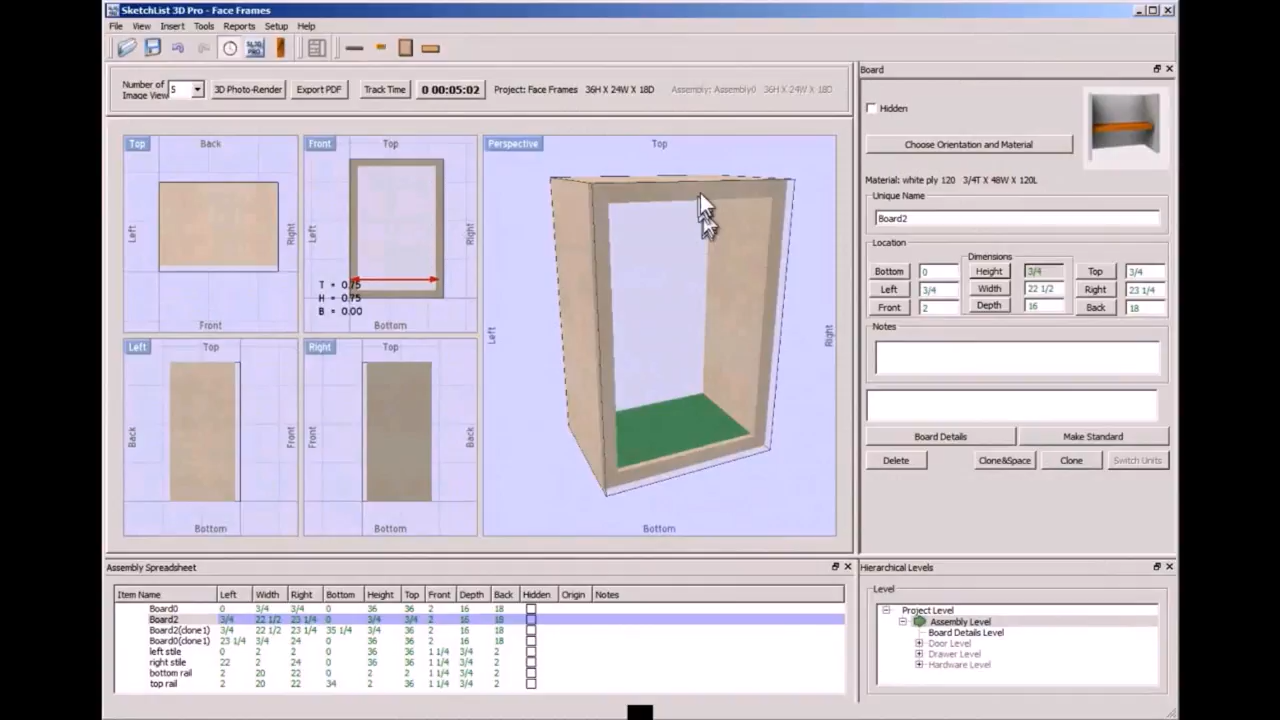 SketchList 3D Pro - Face Frames
File View Insert Tools Reports Setup Help
Number of Image View 5 3D Photo-Render Export PDF Track Time 0 00:05:02 Project: Face Frames 36H X 24W X 18D Assembly: Assembly0 36H X 24W X 18D
Top Back Left Right Front
Front Top Left Right Bottom
T = 0.75
H = 0.75
B = 0.00
Perspective Top Left Right Bottom
Left Top Back Front Bottom
Right Top Front Back Bottom
Board
Hidden
Choose Orientation and Material
Material: white ply 120 3/4T X 48W X 120L
Unique Name
Board2
Location
Dimensions
Bottom 0 Height 3/4 Top 3/4
Left 3/4 Width 22 1/2 Right 23 1/4
Front 2 Depth 16 Back 18
Notes
Board Details Make Standard
Delete Clone&Space Clone Switch Units
Assembly Spreadsheet
Item Name Left Width Right Bottom Height Top Front Depth Back Hidden Origin Notes
Board0 0 3/4 3/4 0 36 36 2 16 18
Board2 3/4 22 1/2 23 1/4 0 3/4 3/4 2 16 18
Board2(clone1) 3/4 22 1/2 23 1/4 35 1/4 3/4 36 2 16 18
Board0(clone1) 23 1/4 3/4 24 0 36 36 2 16 18
left stile 0 2 2 0 36 36 1 1/4 3/4 2
right stile 22 2 24 0 36 36 1 1/4 3/4 2
bottom rail 2 20 22 0 2 2 1 1/4 3/4 2
top rail 2 20 22 34 2 36 1 1/4 3/4 2
Hierarchical Levels
Level
Project Level
Assembly Level
Board Details Level
Door Level
Drawer Level
Hardware Level